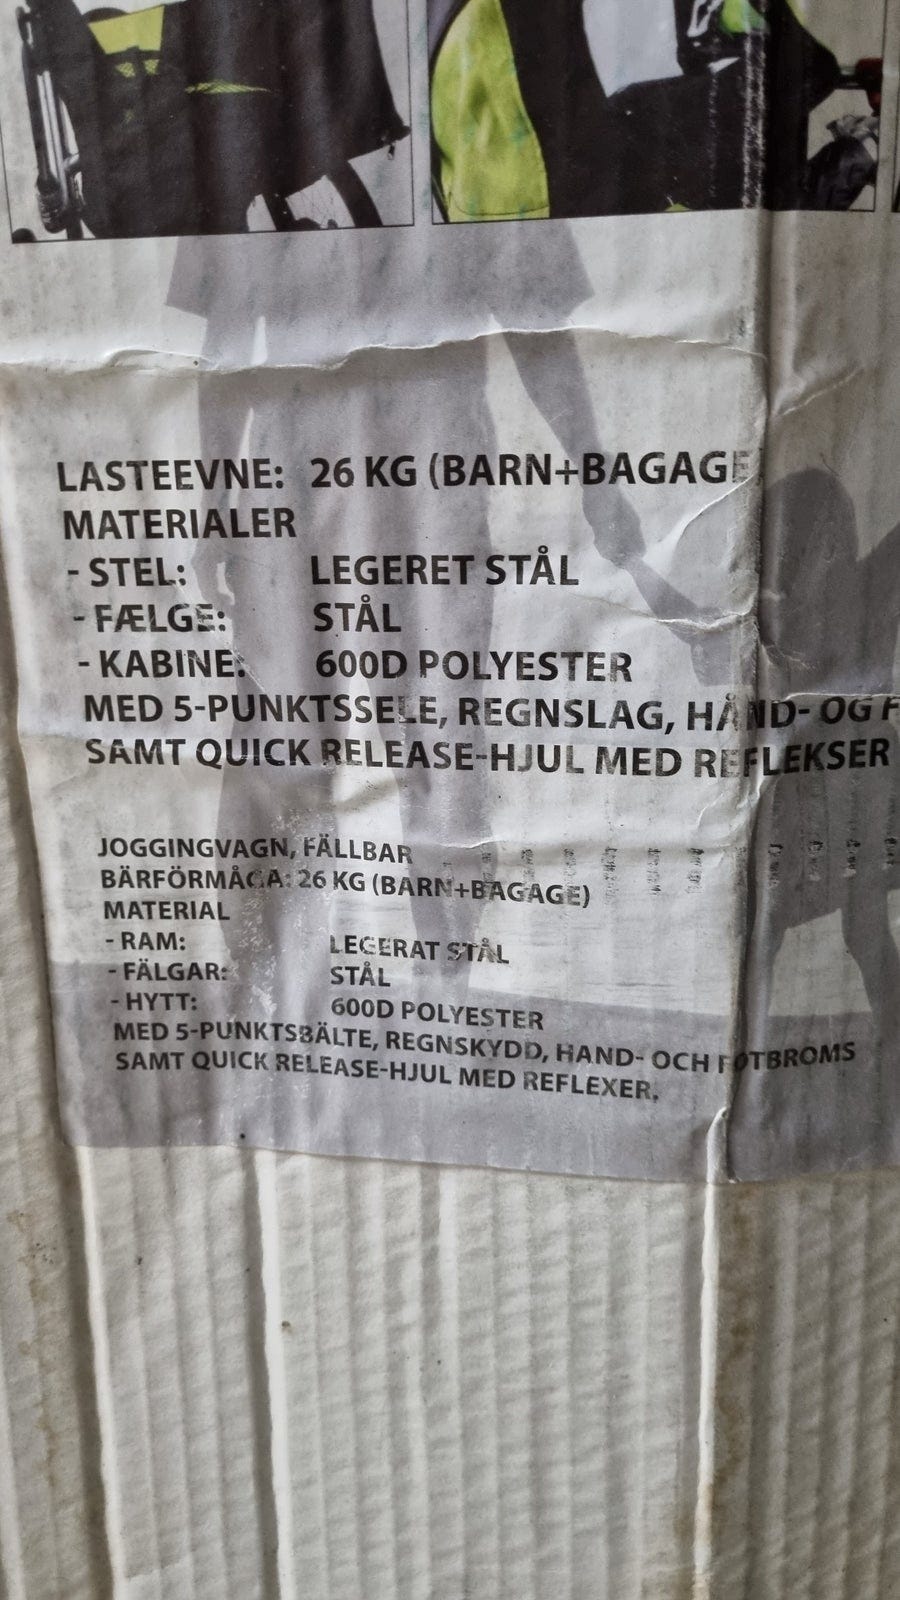 LASTEEVNE: 26 KG (BARN+BAGAGE
MATERIALER
- STEL: LEGERET STÅL
- FÆLGE: STÅL
- KABINE: 600D POLYESTER
MED 5-PUNKTSSELE, REGNSLAG, HÅND- OG F
SAMT QUICK RELEASE-HJUL MED REFLEKSER
JOGGINGVAGN, FÄLLBAR
BÄRFÖRMÅGA: 26 KG (BARN+BAGAGE)
MATERIAL
- RAM: LEGERAT STÅL
- FÄLGAR: STÅL
- HYTT: 600D POLYESTER
MED 5-PUNKTSBÄLTE, REGNSKYDD, HAND- OCH FOTBROMS
SAMT QUICK RELEASE-HJUL MED REFLEXER.